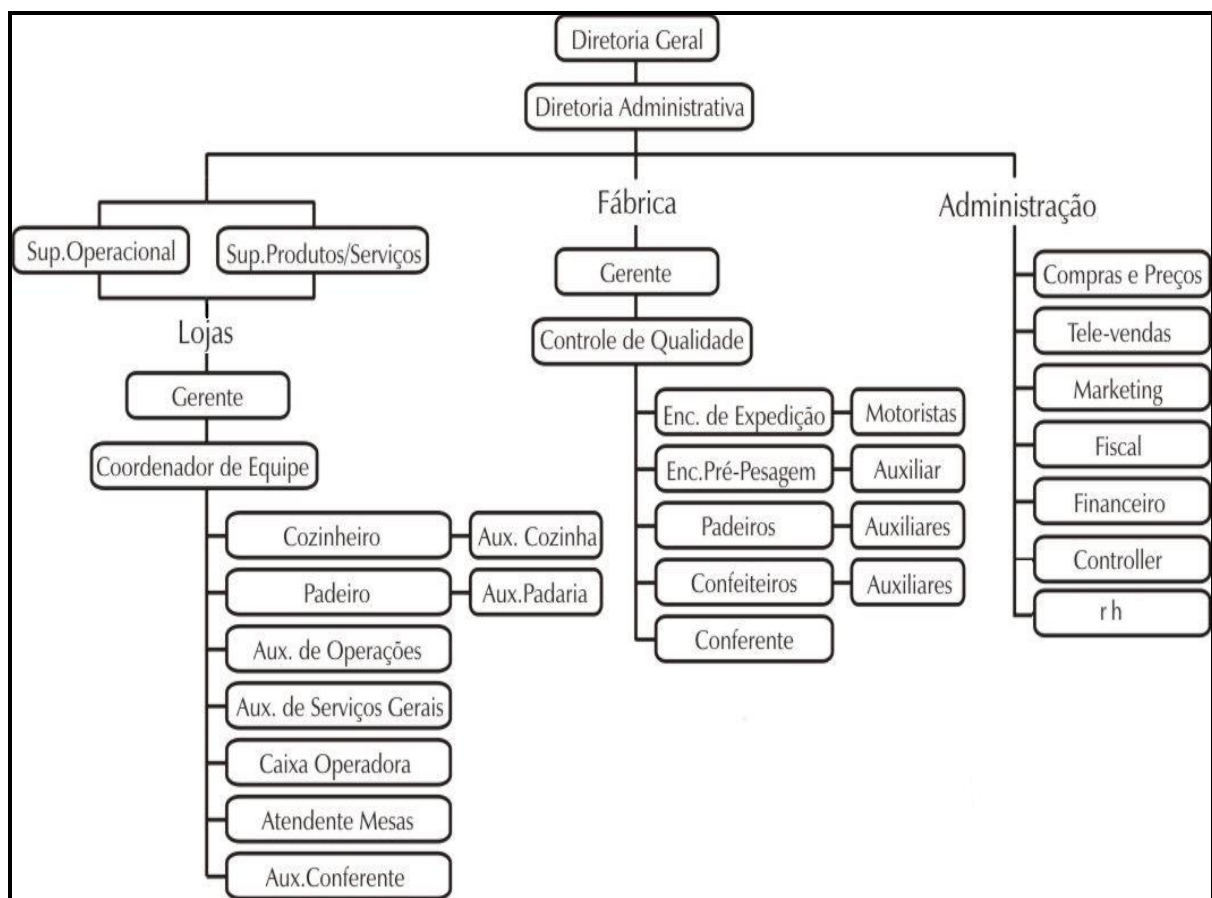 Diretoria Geral
Diretoria Administrativa
Sup.Operacional
Sup.Produtos/Serviços
Lojas
Gerente
Coordenador de Equipe
Cozinheiro
Aux. Cozinha
Padeiro
Aux.Padaria
Aux. de Operações
Aux. de Serviços Gerais
Caixa Operadora
Atendente Mesas
Aux.Conferente
Fábrica
Gerente
Controle de Qualidade
Enc. de Expedição
Motoristas
Enc.Pré-Pesagem
Auxiliar
Padeiros
Auxiliares
Confeiteiros
Auxiliares
Conferente
Administração
Compras e Preços
Tele-vendas
Marketing
Fiscal
Financeiro
Controller
r h